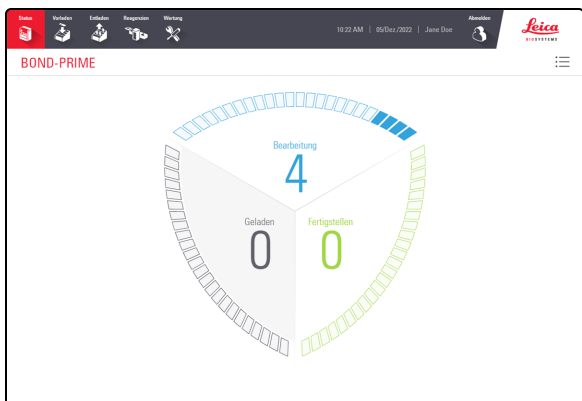 Status Vorladen Entladen Reagenzien Wartung
10:22 AM | 05/Dez./2022 | Jane Doe
Abmelden
Leica
BIOSYSTEMS
BOND-PRIME
Bearbeitung
4
Geladen
0
Fertigstellen
0